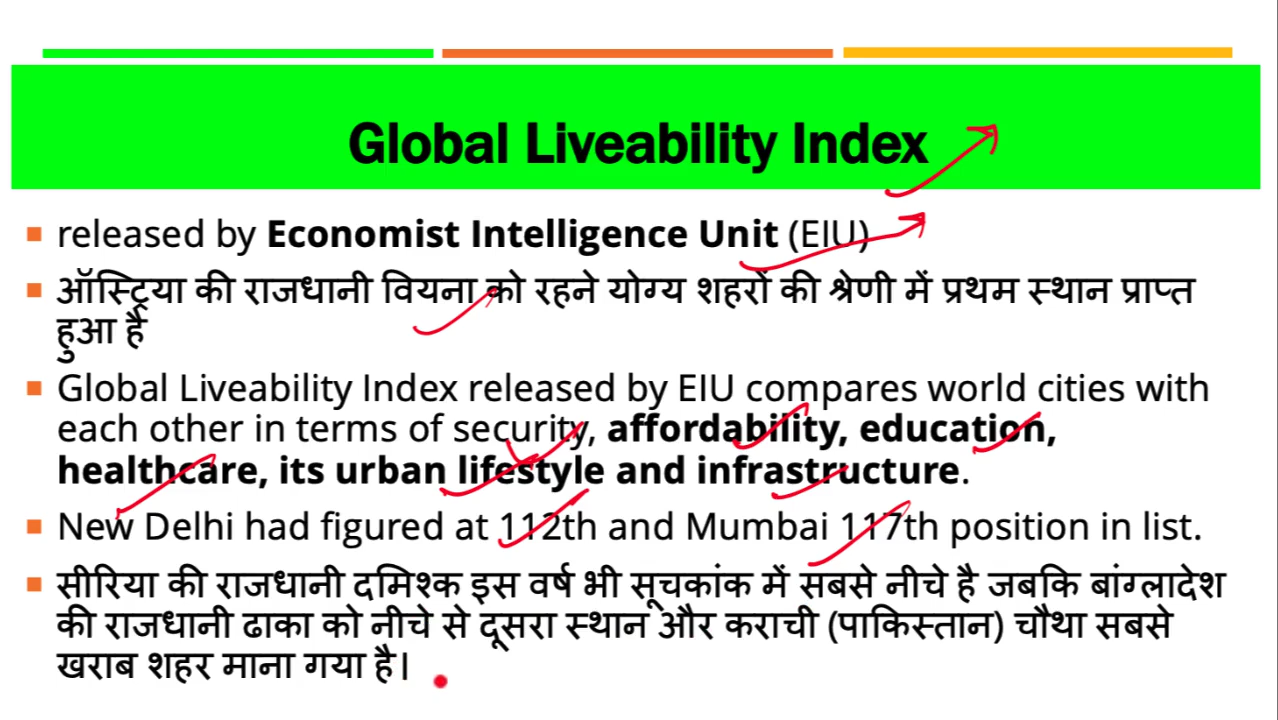 Global Liveability Index
released by Economist Intelligence Unit (EIU)
ऑस्ट्रिया की राजधानी वियना को रहने योग्य शहरों की श्रेणी में प्रथम स्थान प्राप्त
हुआ है
Global Liveability Index released by EIU compares world cities with
each other in terms of security, affordability, education,
healthcare, its urban lifestyle and infrastructure.
New Delhi had figured at 112th and Mumbai 117th position in list.
सीरिया की राजधानी दमिश्क इस वर्ष भी सूचकांक में सबसे नीचे है जबकि बांग्लादेश
की राजधानी ढाका को नीचे से दूसरा स्थान और कराची (पाकिस्तान) चौथा सबसे
खराब शहर माना गया है।